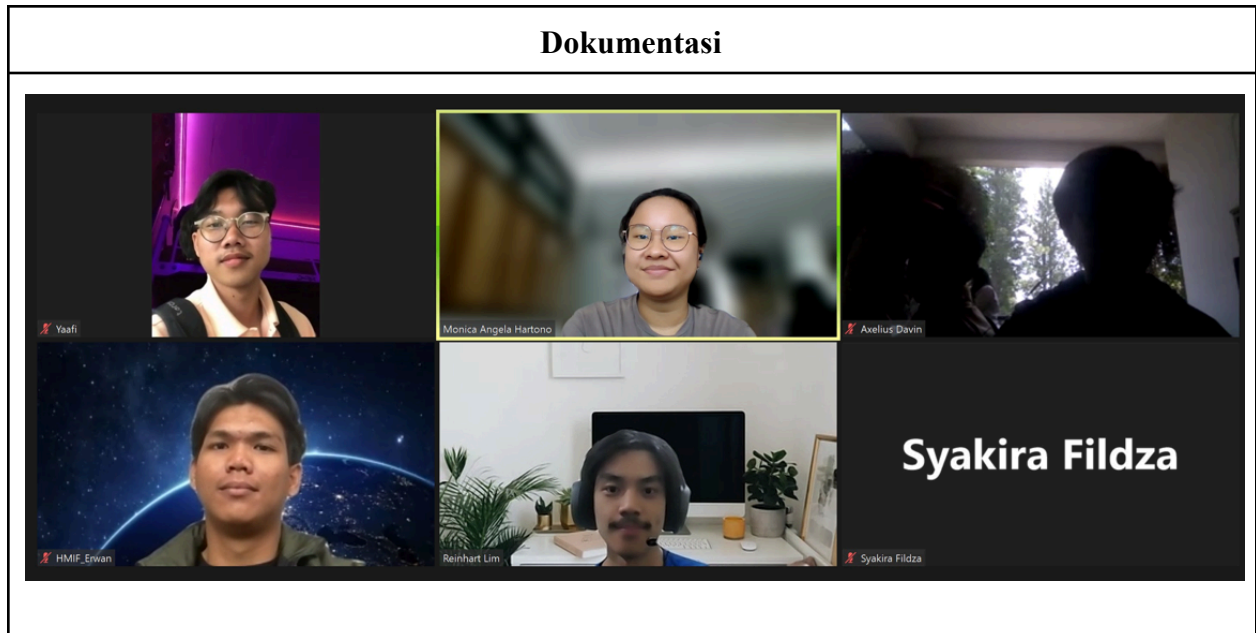 Dokumentasi
Yaafi
Monica Angela Hartono
Axelius Davin
HMIF_Erwan
Reinhart Lim
Syakira Fildza
Syakira Fildza